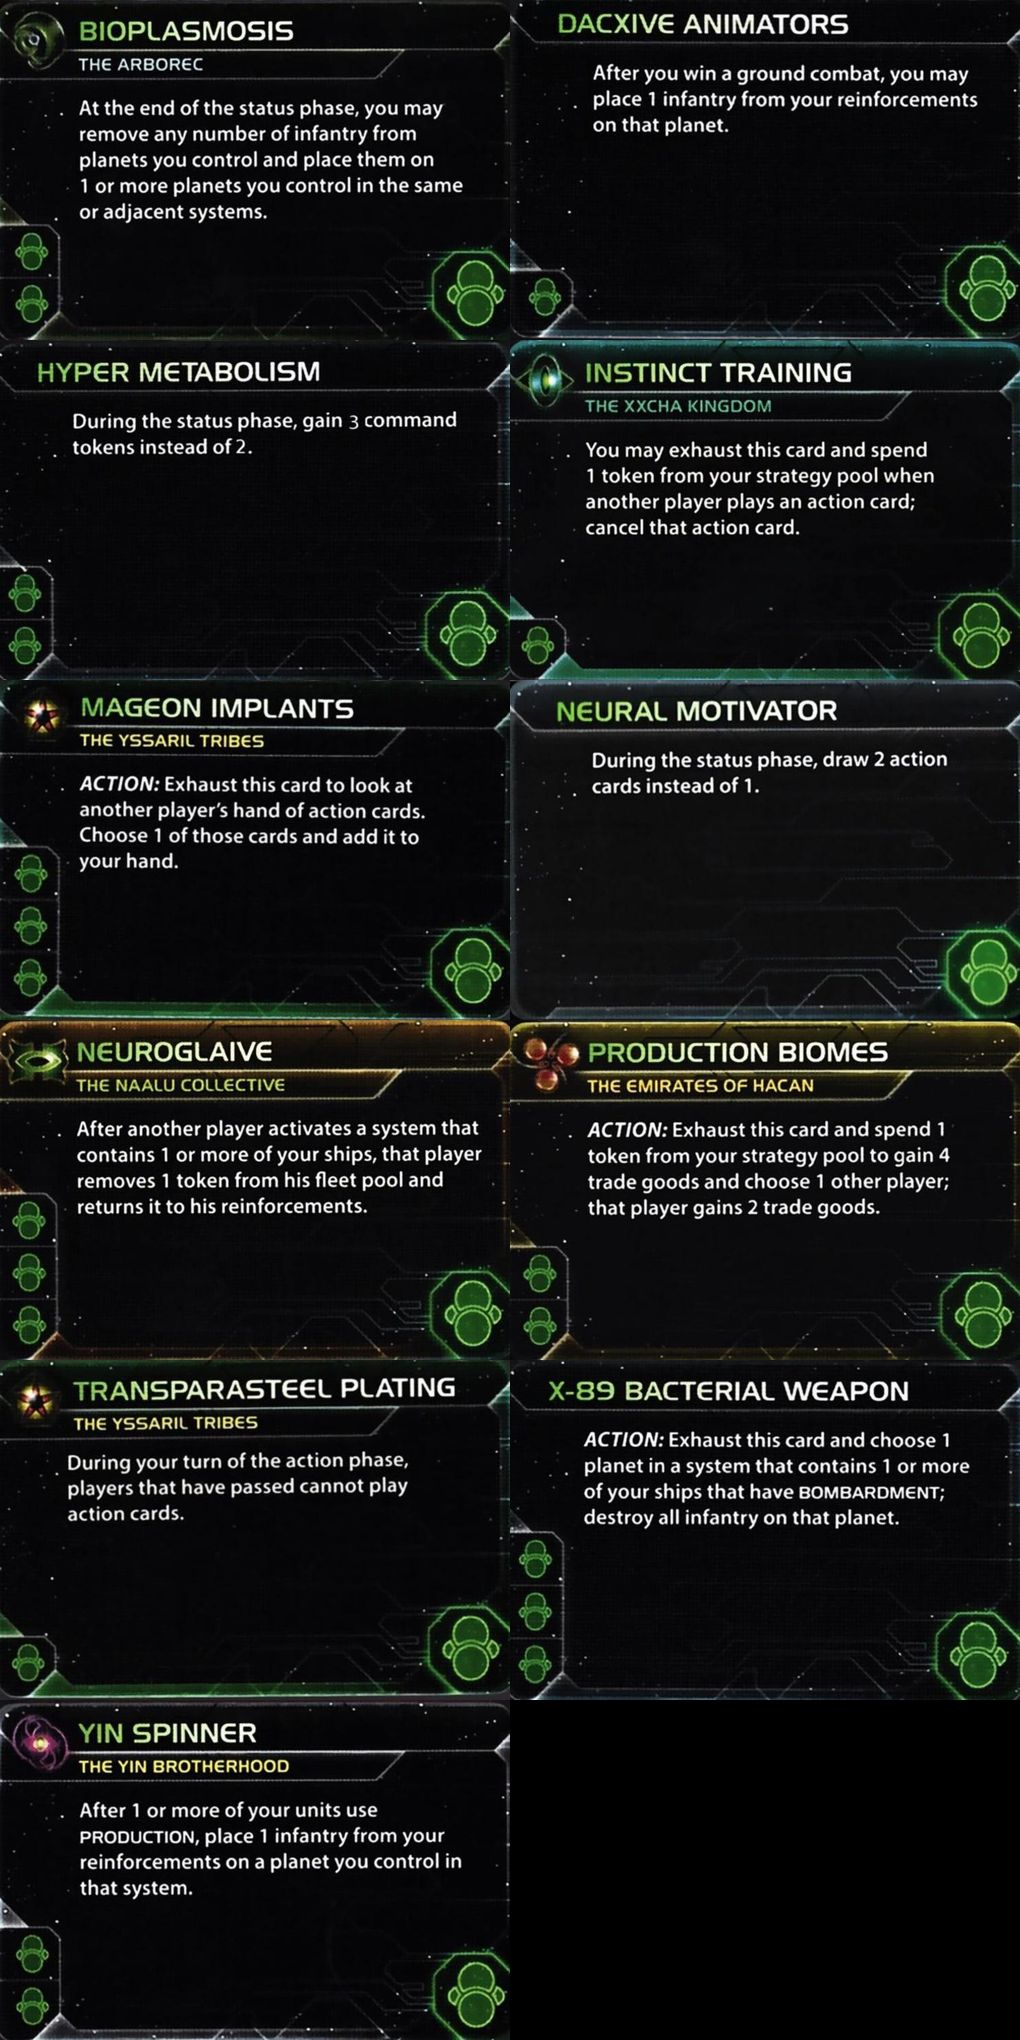 BIOPLASMOSIS
THE ARBOREC
At the end of the status phase, you may
remove any number of infantry from
planets you control and place them on
1 or more planets you control in the same
or adjacent systems.
DACXIVE ANIMATORS
After you win a ground combat, you may
place 1 infantry from your reinforcements
on that planet.
HYPER METABOLISM
During the status phase, gain 3 command
tokens instead of 2.
INSTINCT TRAINING
THE XXCHA KINGDOM
You may exhaust this card and spend
1 token from your strategy pool when
another player plays an action card;
cancel that action card.
MAGEON IMPLANTS
THE YSSARIL TRIBES
ACTION: Exhaust this card to look at
another player's hand of action cards.
Choose 1 of those cards and add it to
your hand.
NEURAL MOTIVATOR
During the status phase, draw 2 action
cards instead of 1.
NEUROGLAIVE
THE NAALU COLLECTIVE
After another player activates a system that
contains 1 or more of your ships, that player
removes 1 token from his fleet pool and
returns it to his reinforcements.
PRODUCTION BIOMES
THE EMIRATES OF HACAN
ACTION: Exhaust this card and spend 1
token from your strategy pool to gain 4
trade goods and choose 1 other player;
that player gains 2 trade goods.
TRANSPARASTEEL PLATING
THE YSSARIL TRIBES
During your turn of the action phase,
players that have passed cannot play
action cards.
X-89 BACTERIAL WEAPON
ACTION: Exhaust this card and choose 1
planet in a system that contains 1 or more
of your ships that have BOMBARDMENT;
destroy all infantry on that planet.
YIN SPINNER
THE YIN BROTHERHOOD
After 1 or more of your units use
PRODUCTION, place 1 infantry from your
reinforcements on a planet you control in
that system.